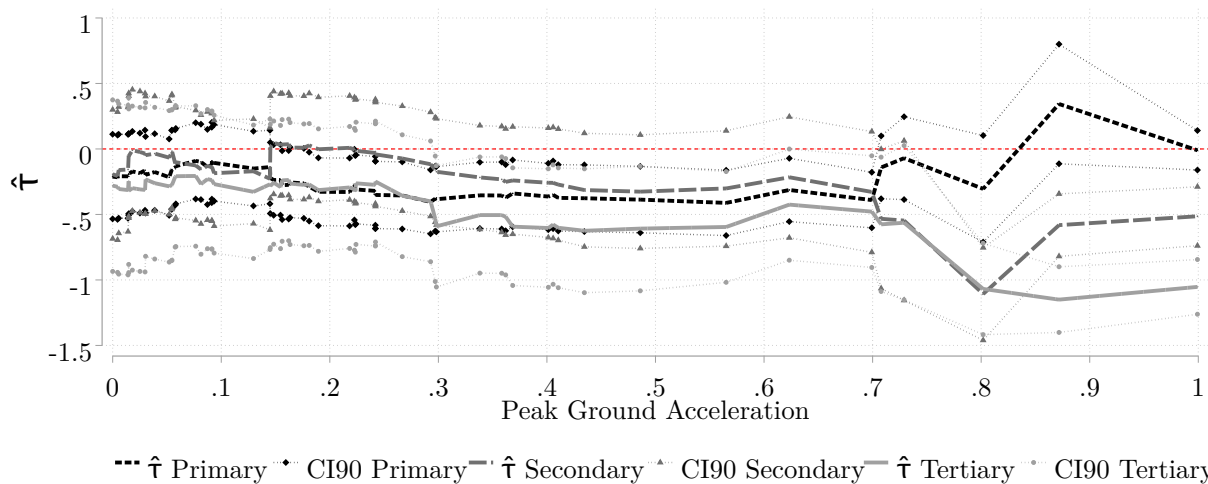 1
.5
0
-.5
-1
-1.5
τ̂
0 .1 .2 .3 .4 .5 .6 .7 .8 .9 1
Peak Ground Acceleration
τ̂ Primary CI90 Primary τ̂ Secondary CI90 Secondary τ̂ Tertiary CI90 Tertiary